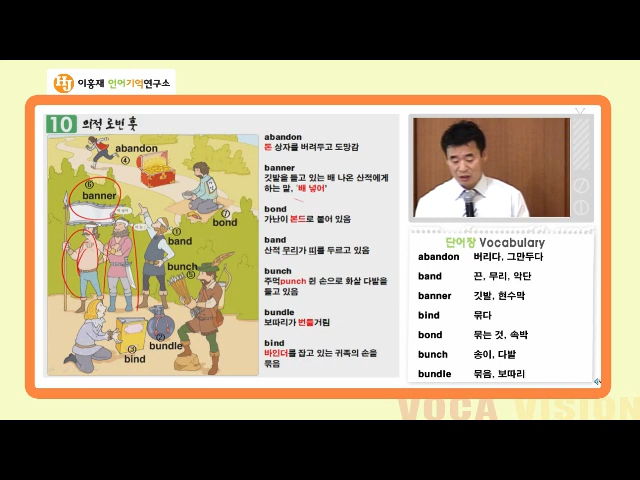 HJ 이홍재 언어기억연구소
10 의적 로빈 훗
abandon
④
⑥
banner
⑦
bond
①
band
bunch
⑤
②
bundle
③
bind
abandon
돈 상자를 버려두고 도망감
banner
깃발을 들고 있는 배 나온 산적에게
하는 말, '배 넣어'
bond
가난이 본드로 붙어 있음
band
산적 무리가 띠를 두르고 있음
bunch
주먹punch 쥔 손으로 화살 다발을
들고 있음
bundle
보따리가 번들거림
bind
바인더를 잡고 있는 귀족의 손을
묶음
단어장 Vocabulary
abandon 버리다, 그만두다
band 끈, 무리, 악단
banner 깃발, 현수막
bind 묶다
bond 묶는 것, 속박
bunch 송이, 다발
bundle 묶음, 보따리
VOCA VISION